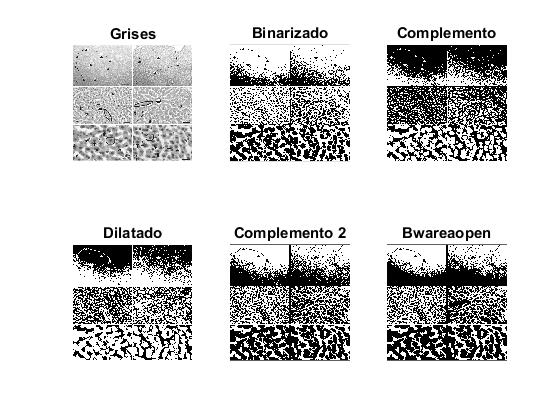 Grises
Binarizado
Complemento
Dilatado
Complemento 2
Bwareaopen